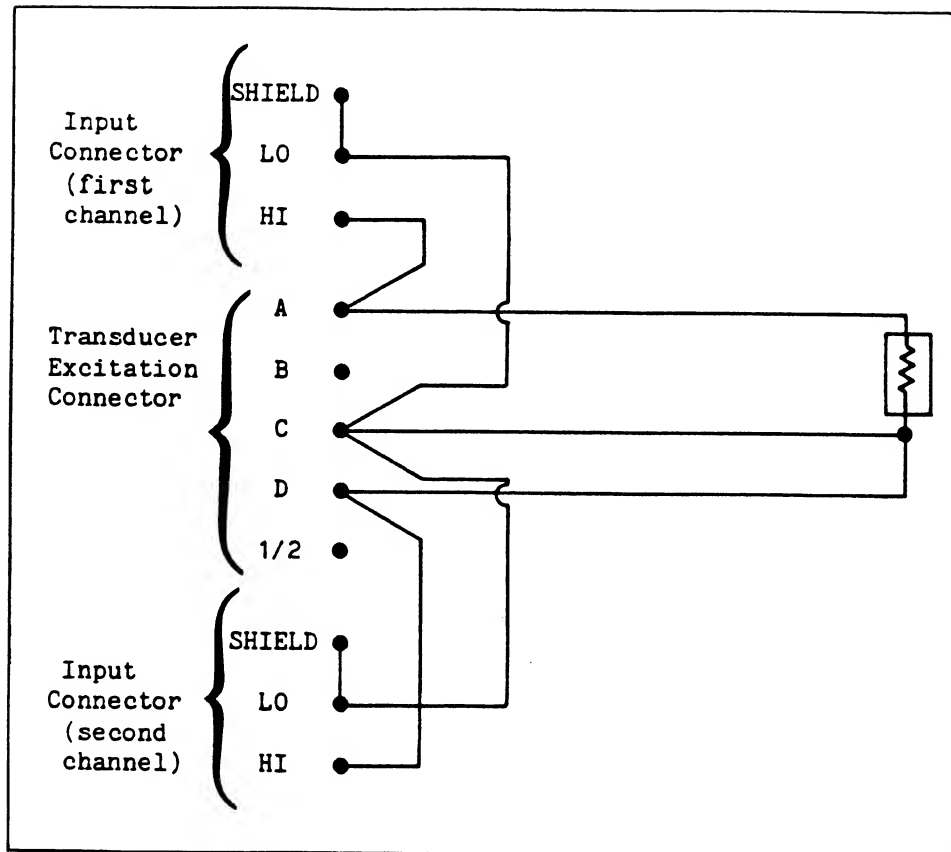 SHIELD
Input
Connector
(first
channel)
LO
HI
Transducer
Excitation
Connector
A
B
C
D
1/2
Input
Connector
(second
channel)
SHIELD
LO
HI